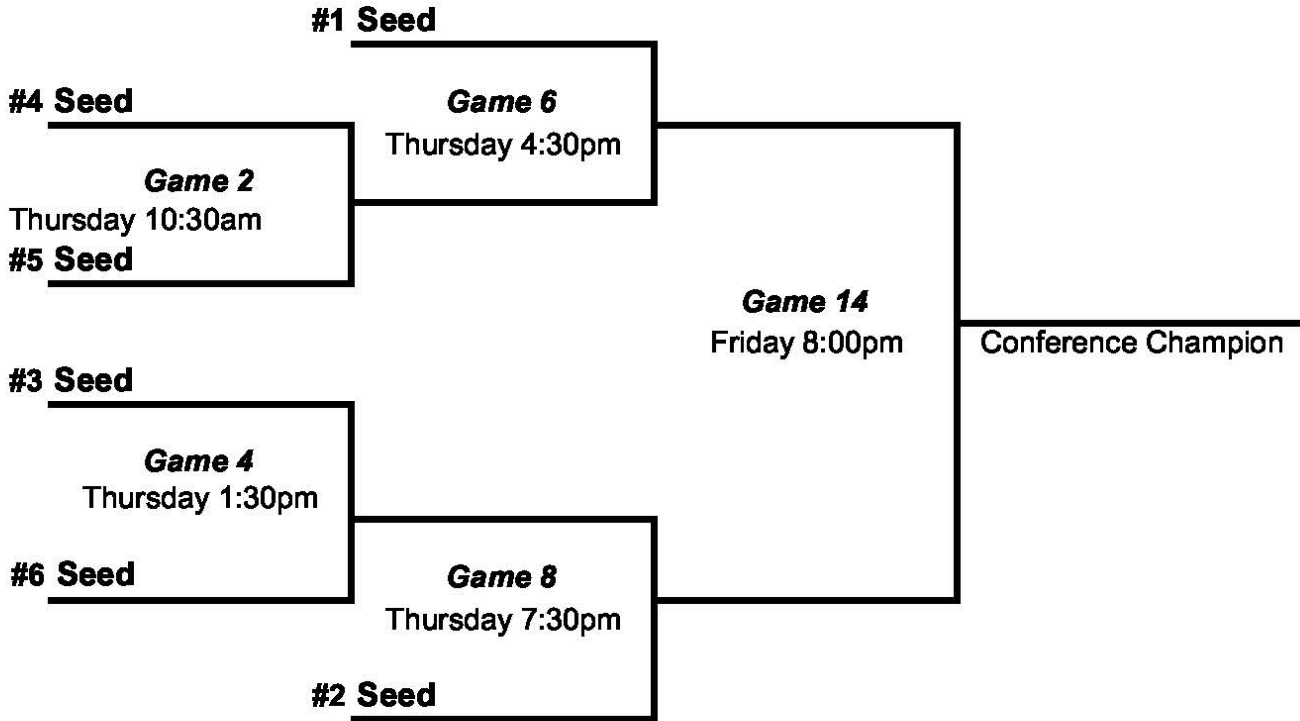 #1 Seed
#4 Seed
Game 6
Thursday 4:30pm
Game 2
Thursday 10:30am
#5 Seed
Game 14
Friday 8:00pm
Conference Champion
#3 Seed
Game 4
Thursday 1:30pm
#6 Seed
Game 8
Thursday 7:30pm
#2 Seed